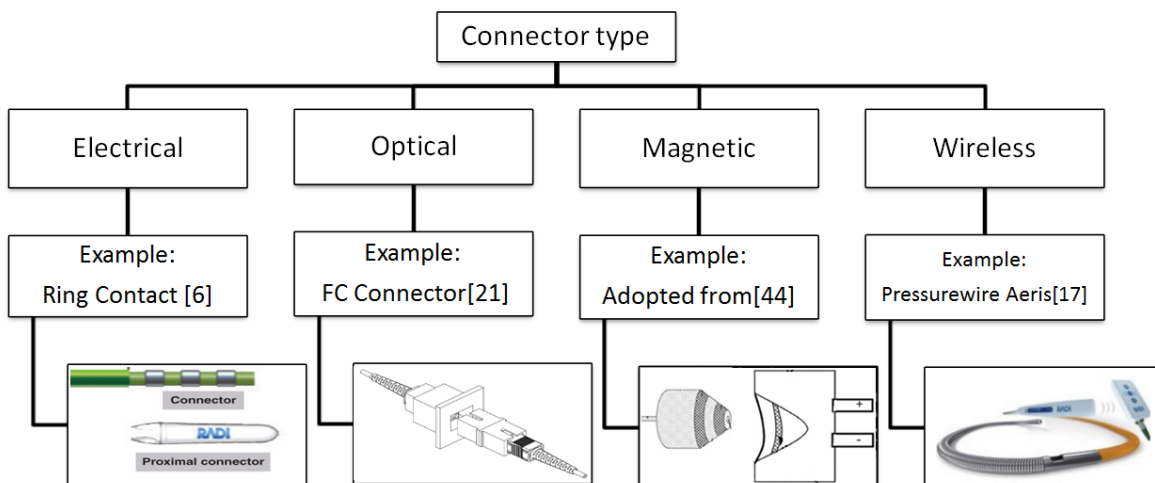 Connector type
Electrical
Optical
Magnetic
Wireless
Example:
Ring Contact [6]
Example:
FC Connector[21]
Example:
Adopted from[44]
Example:
Pressurewire Aeris[17]
Connector
RADI
Proximal connector
+
-
RADI